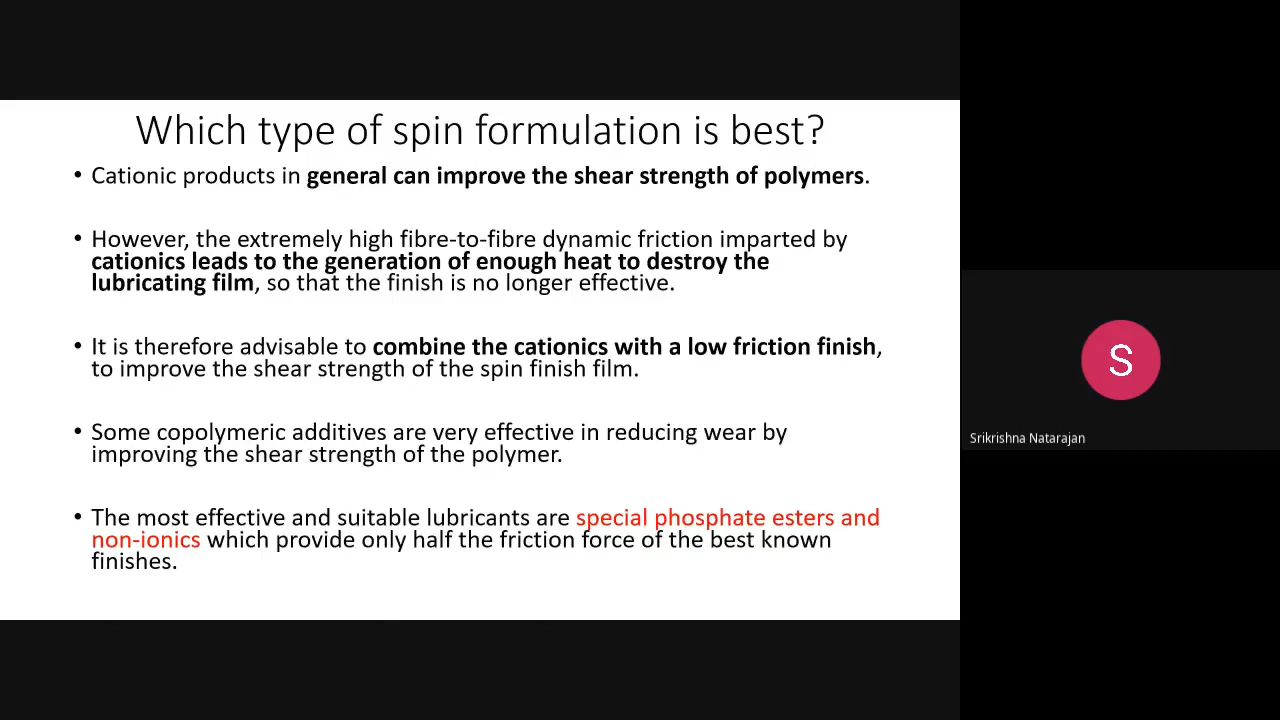 Which type of spin formulation is best?
• Cationic products in general can improve the shear strength of polymers.
• However, the extremely high fibre-to-fibre dynamic friction imparted by
cationics leads to the generation of enough heat to destroy the
lubricating film, so that the finish is no longer effective.
• It is therefore advisable to combine the cationics with a low friction finish,
to improve the shear strength of the spin finish film.
• Some copolymeric additives are very effective in reducing wear by
improving the shear strength of the polymer.
• The most effective and suitable lubricants are special phosphate esters and
non-ionics which provide only half the friction force of the best known
finishes.
S
Srikrishna Natarajan